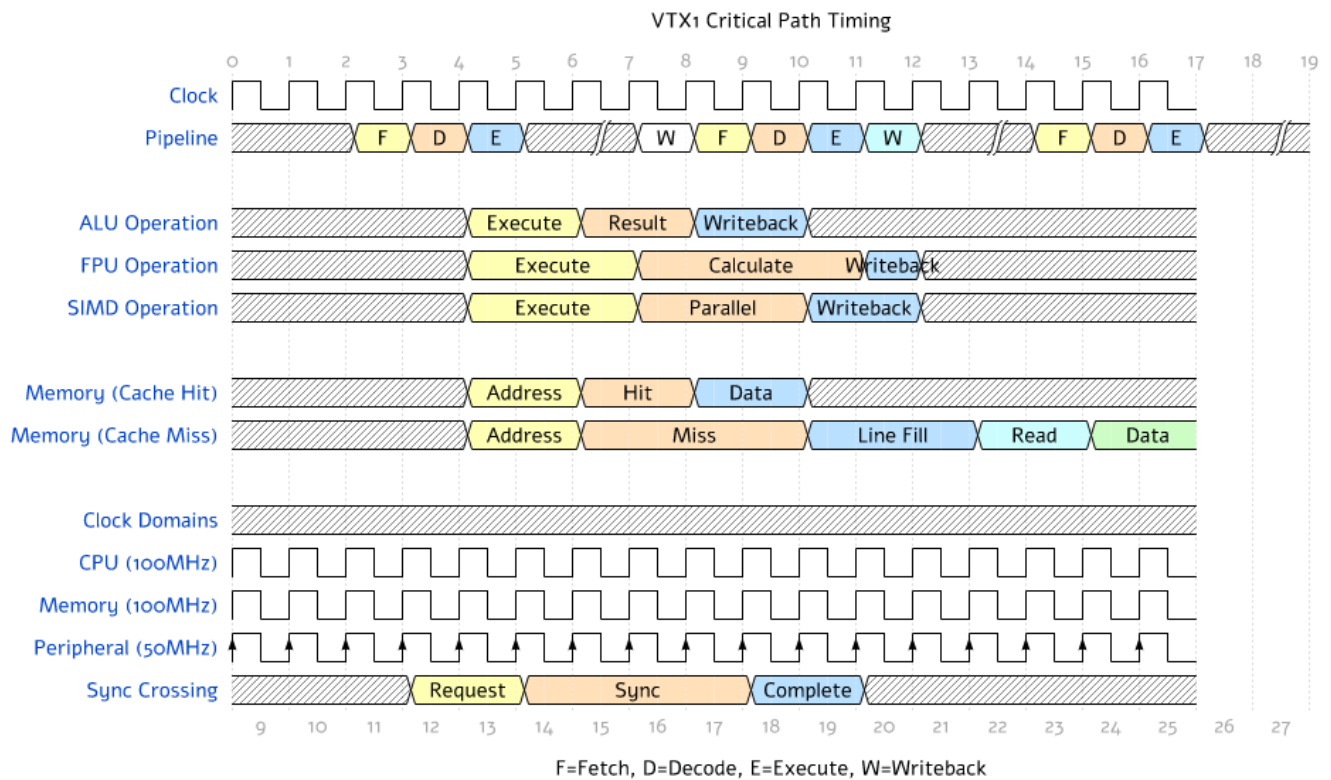 VTX1 Critical Path Timing
0 1 2 3 4 5 6 7 8 9 10 11 12 13 14 15 16 17 18 19
Clock
Pipeline F D E W F D E W F D E
ALU Operation Execute Result Writeback
FPU Operation Execute Calculate Writeback
SIMD Operation Execute Parallel Writeback
Memory (Cache Hit) Address Hit Data
Memory (Cache Miss) Address Miss Line Fill Read Data
Clock Domains
CPU (100MHz)
Memory (100MHz)
Peripheral (50MHz)
Sync Crossing Request Sync Complete
9 10 11 12 13 14 15 16 17 18 19 20 21 22 23 24 25 26 27
F=Fetch, D=Decode, E=Execute, W=Writeback